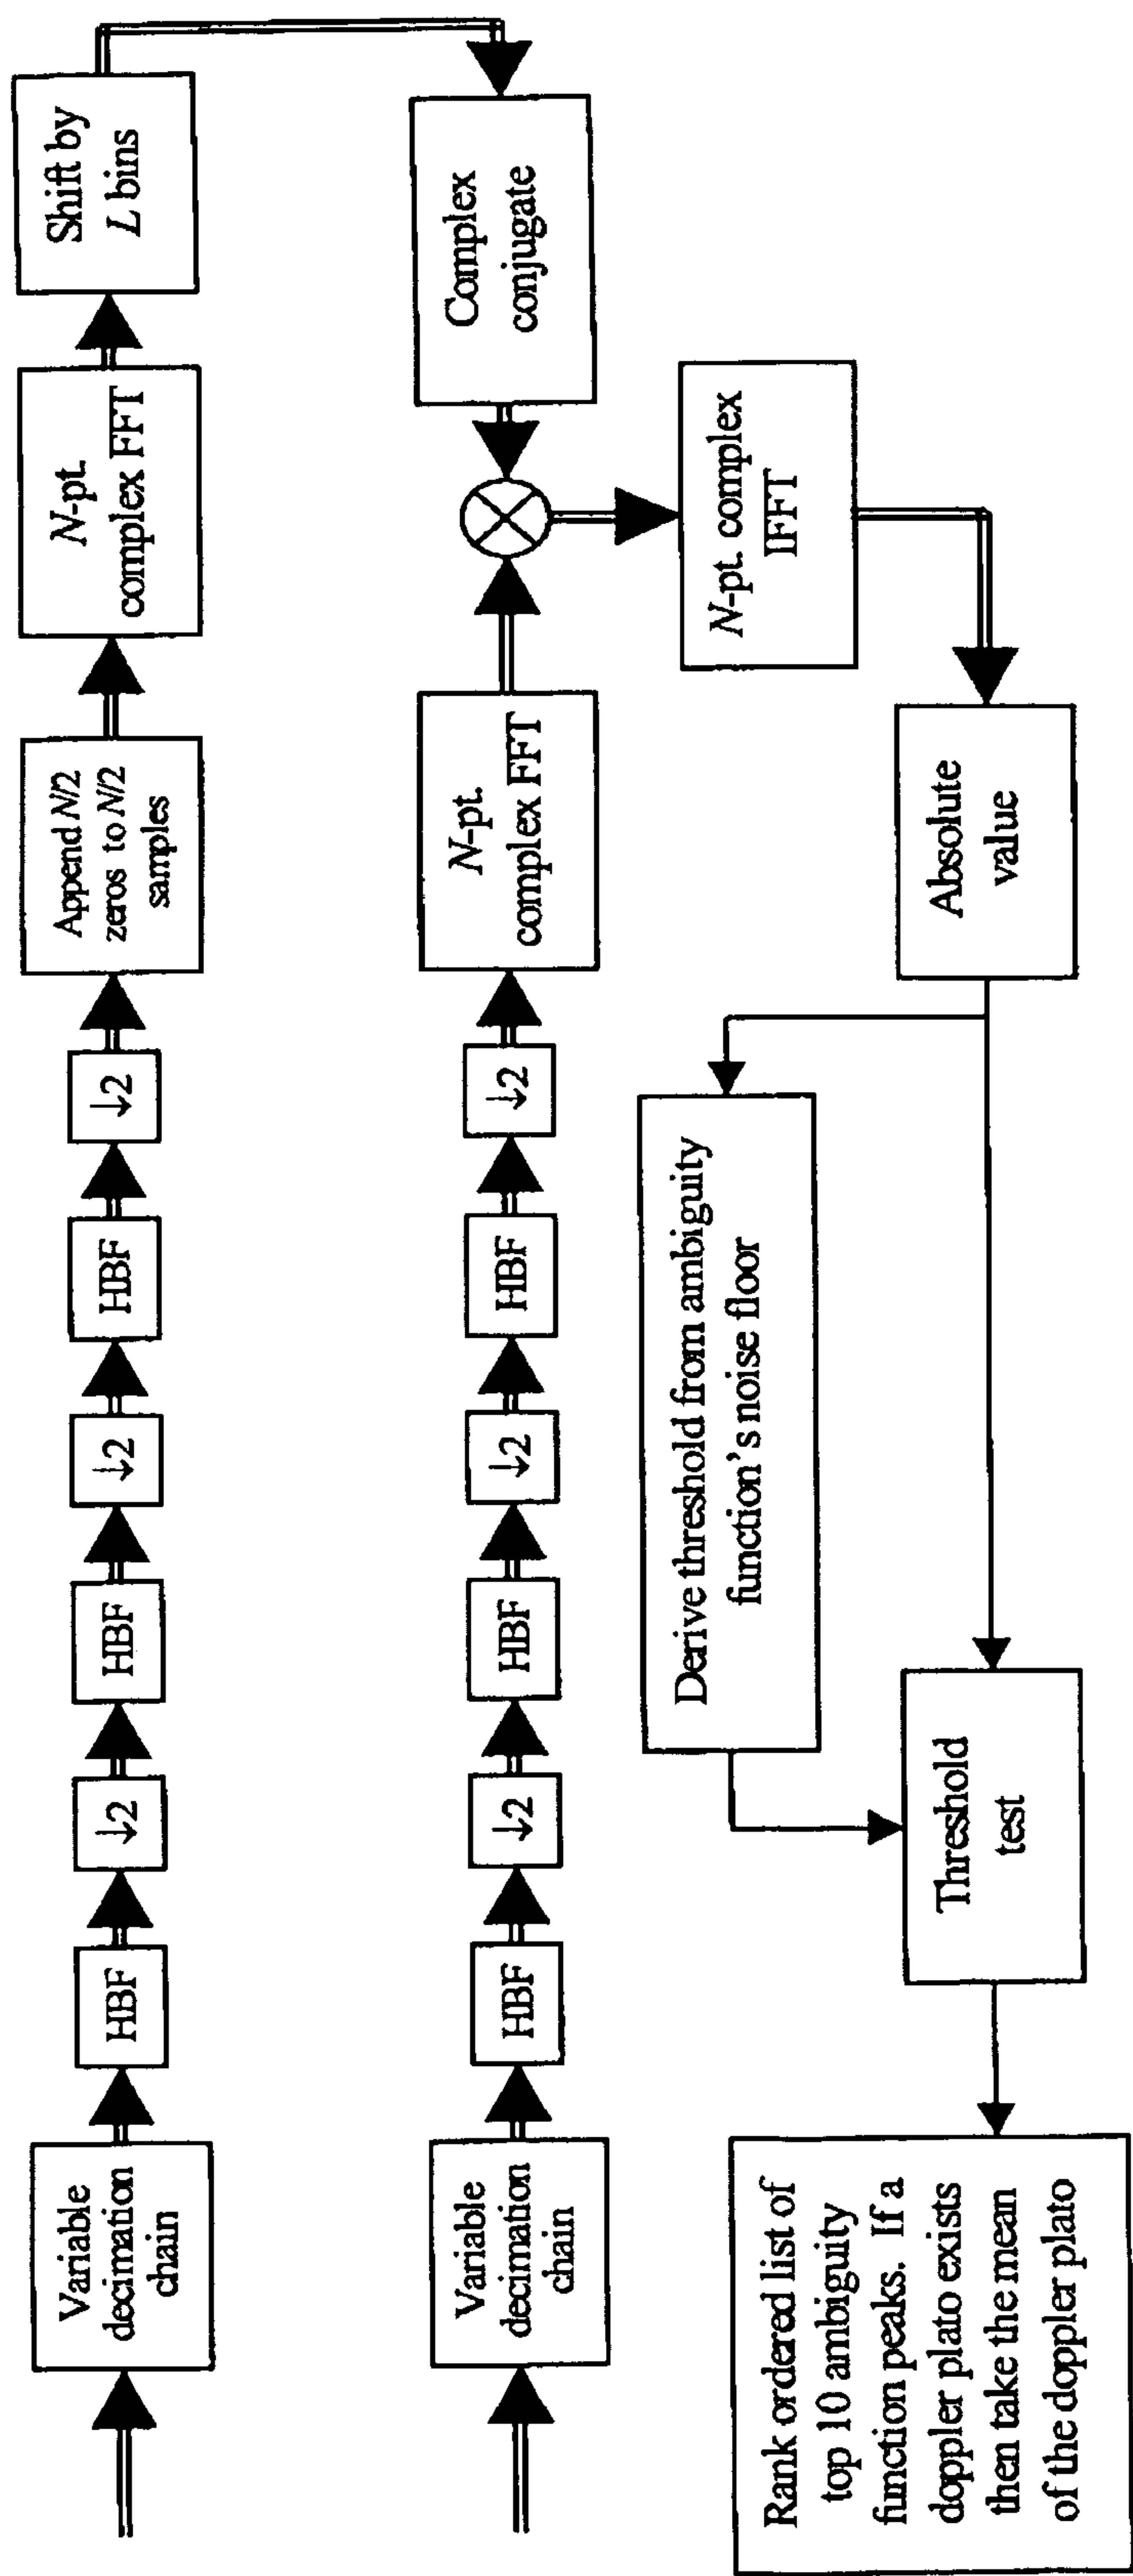 Variable
decimation
chain
HBF
↓2
HBF
↓2
HBF
↓2
Append N/2
zeros to N/2
samples
N-pt.
complex FFT
Shift by
L bins
Variable
decimation
chain
HBF
↓2
HBF
↓2
HBF
↓2
N-pt.
complex FFT
Complex
conjugate
N-pt. complex
IFFT
Derive threshold from ambiguity
function's noise floor
Rank ordered list of
top 10 ambiguity
function peaks. If a
doppler plato exists
then take the mean
of the doppler plato
Threshold
test
Absolute
value